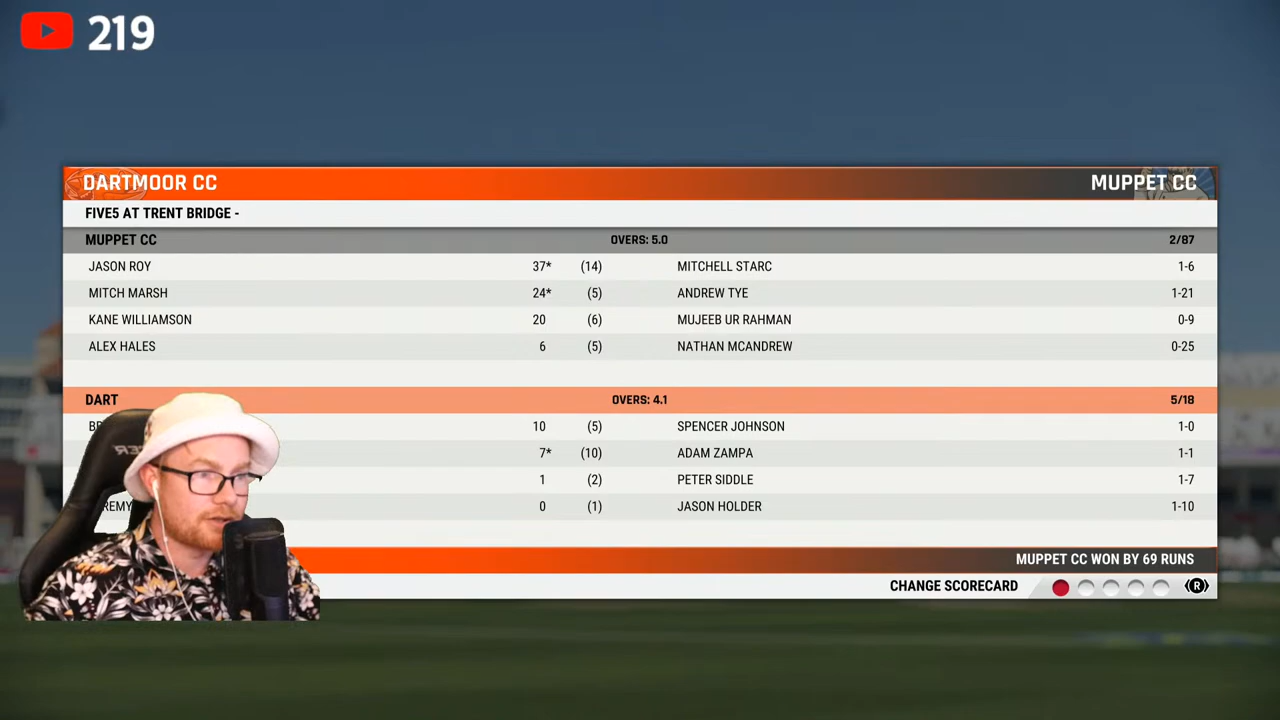 219
DARTMOOR CC MUPPET CC
FIVE5 AT TRENT BRIDGE -
MUPPET CC OVERS: 5.0 2/87
JASON ROY 37* (14) MITCHELL STARC 1-6
MITCH MARSH 24* (5) ANDREW TYE 1-21
KANE WILLIAMSON 20 (6) MUJEEB UR RAHMAN 0-9
ALEX HALES 6 (5) NATHAN MCANDREW 0-25
DART OVERS: 4.1 5/18
10 (5) SPENCER JOHNSON 1-0
7* (10) ADAM ZAMPA 1-1
1 (2) PETER SIDDLE 1-7
0 (1) JASON HOLDER 1-10
MUPPET CC WON BY 69 RUNS
CHANGE SCORECARD R